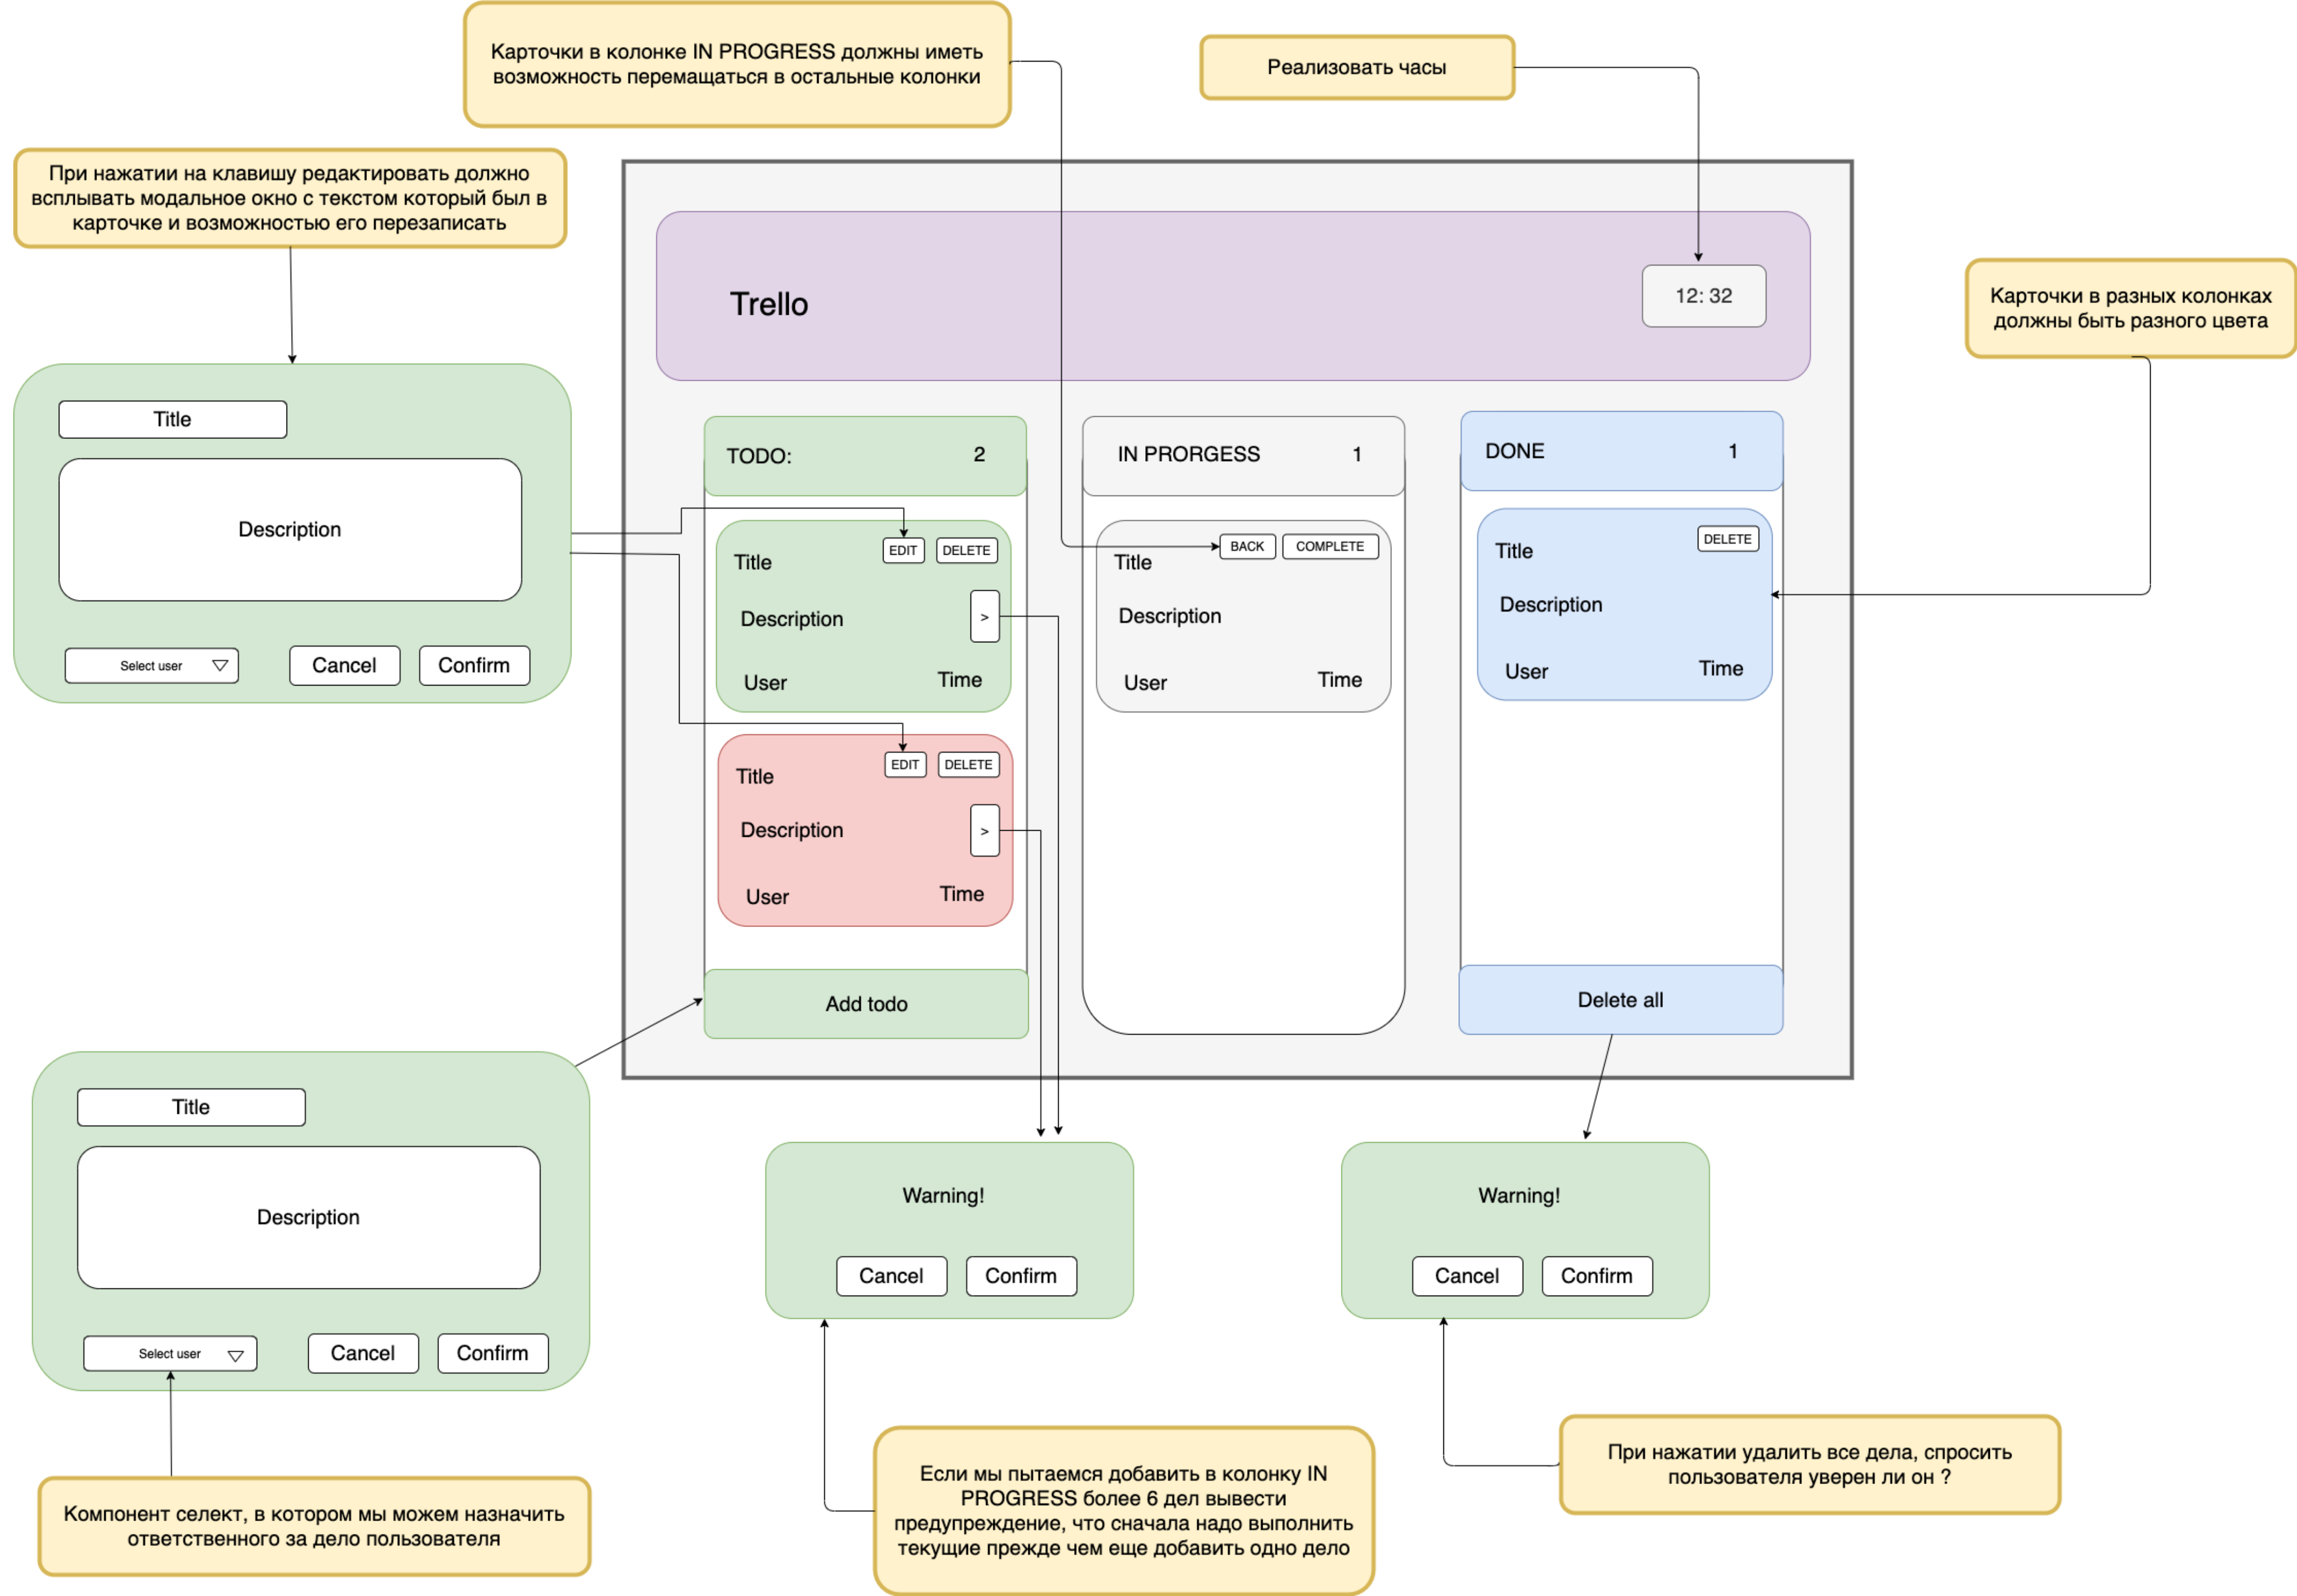 Карточки в колонке IN PROGRESS должны иметь
возможность перемещаться в остальные колонки
Реализовать часы
При нажатии на клавишу редактировать должно
всплывать модальное окно с текстом который был в
карточке и возможностью его перезаписать
Trello
12: 32
Карточки в разных колонках
должны быть разного цвета
Title
Description
Select user
Cancel
Confirm
TODO:
2
EDIT
DELETE
Title
Description
>
User
Time
EDIT
DELETE
Title
Description
>
User
Time
Add todo
IN PRORGESS
1
BACK
COMPLETE
Title
Description
User
Time
DONE
1
DELETE
Title
Description
User
Time
Delete all
Title
Description
Select user
Cancel
Confirm
Warning!
Cancel
Confirm
Warning!
Cancel
Confirm
Компонент селект, в котором мы можем назначить
ответственного за дело пользователя
Если мы пытаемся добавить в колонку IN
PROGRESS более 6 дел вывести
предупреждение, что сначала надо выполнить
текущие прежде чем еще добавить одно дело
При нажатии удалить все дела, спросить
пользователя уверен ли он ?